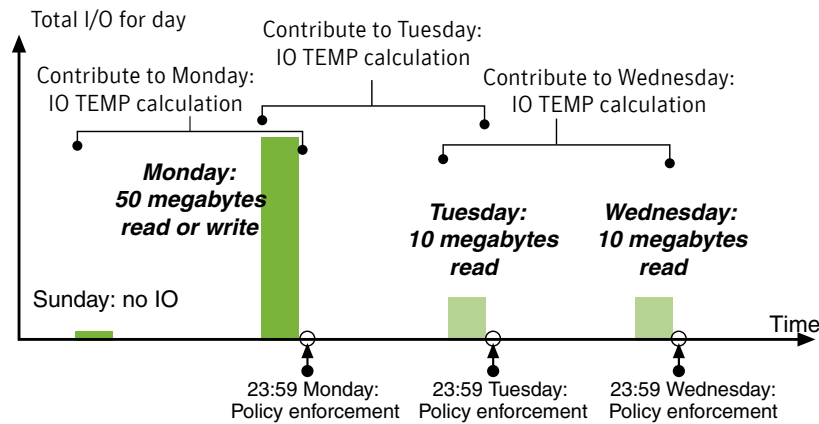 Total I/O for day
Contribute to Tuesday:
IO TEMP calculation
Contribute to Monday:
IO TEMP calculation
Contribute to Wednesday:
IO TEMP calculation
Monday:
50 megabytes
read or write
Tuesday:
10 megabytes
read
Wednesday:
10 megabytes
read
Sunday: no IO
Time
23:59 Monday:
Policy enforcement
23:59 Tuesday:
Policy enforcement
23:59 Wednesday:
Policy enforcement